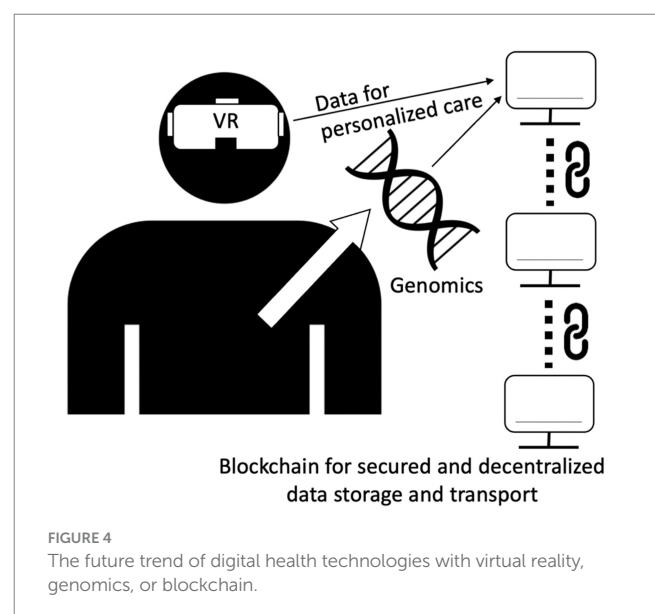 VR
Data for
personalized care
Genomics
Blockchain for secured and decentralized
data storage and transport
FIGURE 4
The future trend of digital health technologies with virtual reality,
genomics, or blockchain.